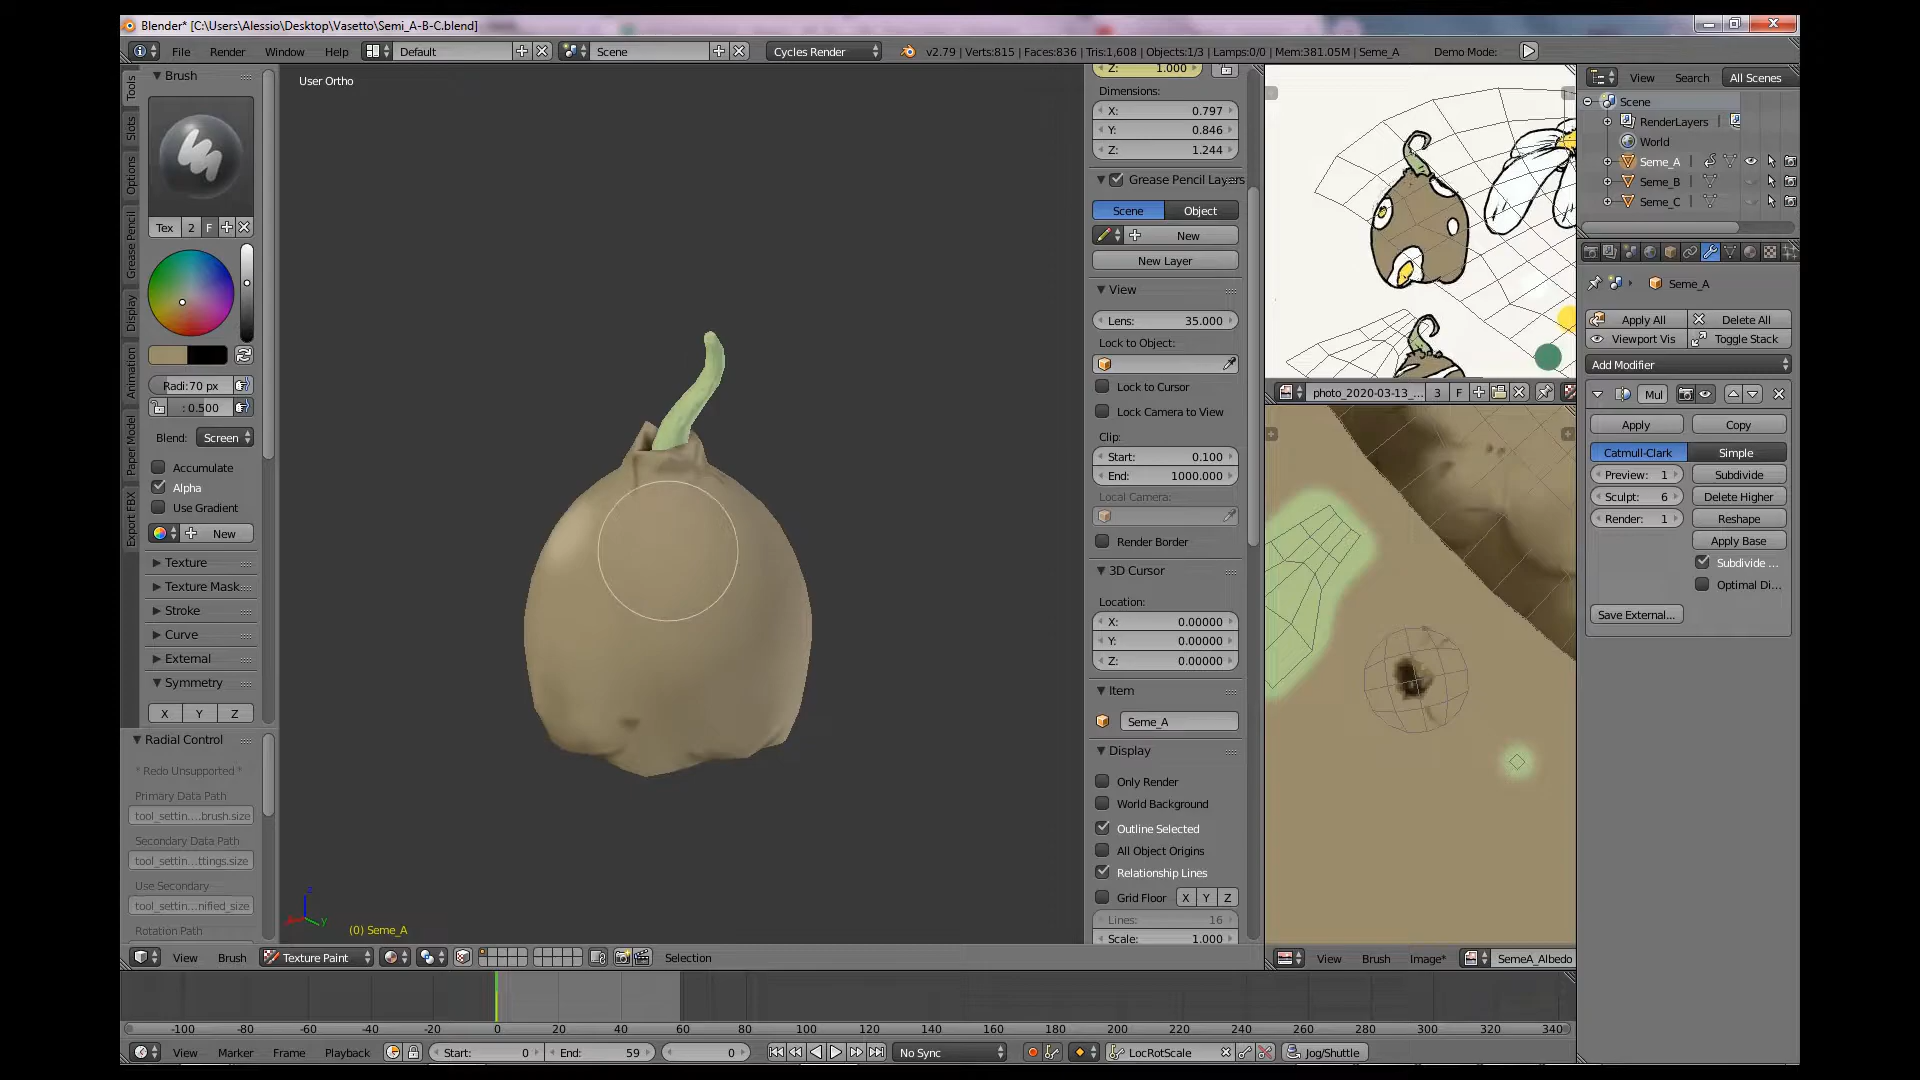 Blender* [C:\Users\Alessio\Desktop\Vasetto\Semi_A-B-C.blend]
File Render Window Help Default Scene Cycles Render v2.79 | Verts:815 | Faces:836 | Tris:1,608 | Objects:1/3 | Lamps:0/0 | Mem:381.05M | Seme_A Demo Mode:
Tools
Slots
Options
Grease Pencil
Display
Animation
Paper Model
Export FBX
Brush
Tex 2 F
Radi: 70 px
: 0.500
Blend: Screen
Accumulate
Alpha
Use Gradient
New
Texture
Texture Mask
Stroke
Curve
External
Symmetry
X Y Z
Radial Control
* Redo Unsupported *
Primary Data Path
tool_settin....brush.size
Secondary Data Path
tool_settin...ttings.size
Use Secondary
tool_settin...nified_size
Rotation Path
User Ortho
z
y
(0) Seme_A
View Brush Texture Paint Selection
Z: 1.000
Dimensions:
X: 0.797
Y: 0.846
Z: 1.244
Grease Pencil Layers
Scene Object
New
New Layer
View
Lens: 35.000
Lock to Object:
Lock to Cursor
Lock Camera to View
Clip:
Start: 0.100
End: 1000.000
Local Camera:
Render Border
3D Cursor
Location:
X: 0.00000
Y: 0.00000
Z: 0.00000
Item
Seme_A
Display
Only Render
World Background
Outline Selected
All Object Origins
Relationship Lines
Grid Floor X Y Z
Lines: 16
Scale: 1.000
photo_2020-03-13_... 3 F
View Brush Image* SemeA_Albedo
View Search All Scenes
Scene
RenderLayers
World
Seme_A
Seme_B
Seme_C
Seme_A
Apply All Delete All
Viewport Vis Toggle Stack
Add Modifier
Mul
Apply Copy
Catmull-Clark Simple
Preview: 1 Subdivide
Sculpt: 6 Delete Higher
Render: 1 Reshape
Apply Base
Subdivide ...
Optimal Di...
Save External...
-100 -80 -60 -40 -20 0 20 40 60 80 100 120 140 160 180 200 220 240 260 280 300 320 340
View Marker Frame Playback Start: 0 End: 59 0 No Sync LocRotScale Jog/Shuttle